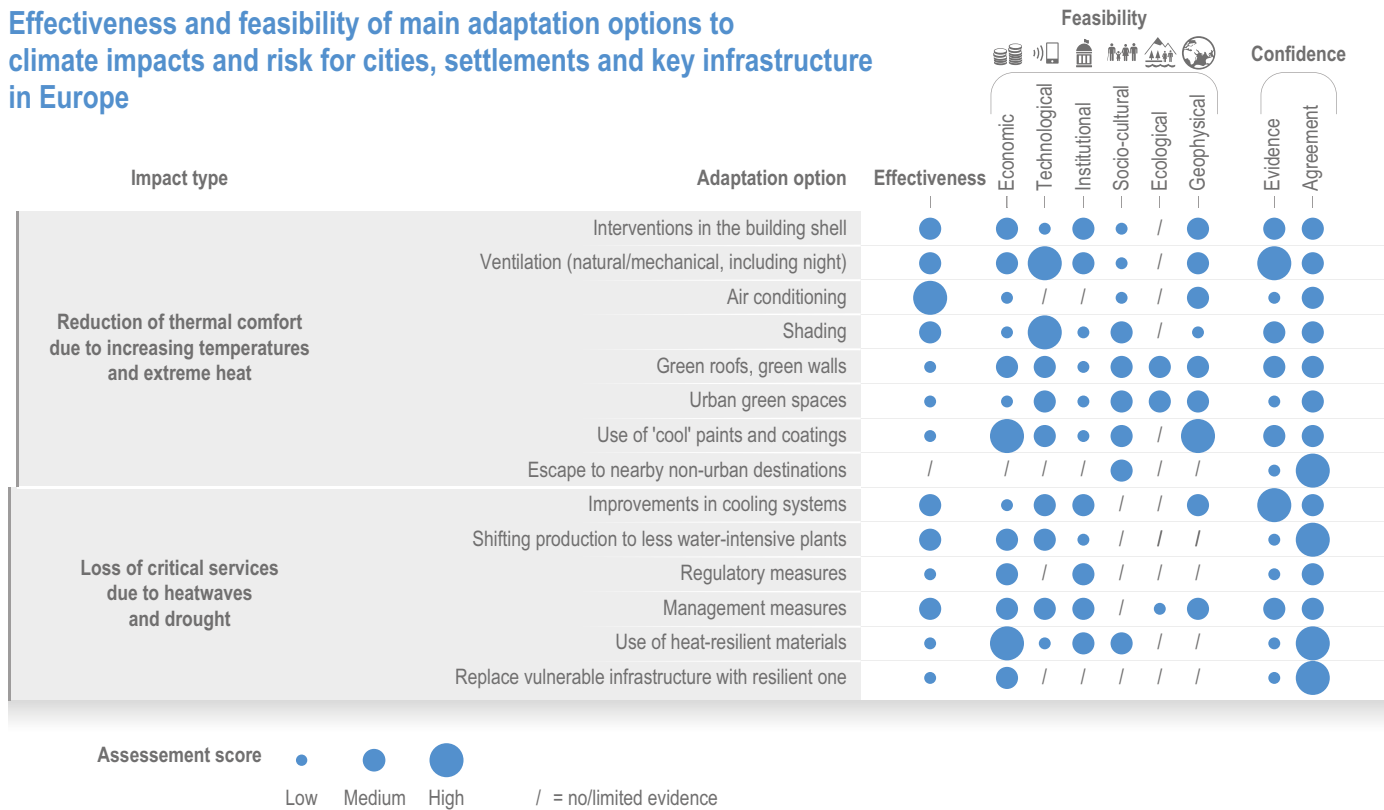 Effectiveness and feasibility of main adaptation options to
climate impacts and risk for cities, settlements and key infrastructure
in Europe
Feasibility
Confidence
Impact type
Adaptation option
Effectiveness
Economic
Technological
Institutional
Socio-cultural
Ecological
Geophysical
Evidence
Agreement
Reduction of thermal comfort
due to increasing temperatures
and extreme heat
Interventions in the building shell
/
Ventilation (natural/mechanical, including night)
/
Air conditioning
/ / /
Shading
/
Green roofs, green walls
Urban green spaces
Use of 'cool' paints and coatings
/
Escape to nearby non-urban destinations
/ / / / / /
Loss of critical services
due to heatwaves
and drought
Improvements in cooling systems
/ /
Shifting production to less water-intensive plants
/ / /
Regulatory measures
/ / / /
Management measures
/
Use of heat-resilient materials
/ /
Replace vulnerable infrastructure with resilient one
/ / / / /
Assessement score
Low Medium High
/ = no/limited evidence